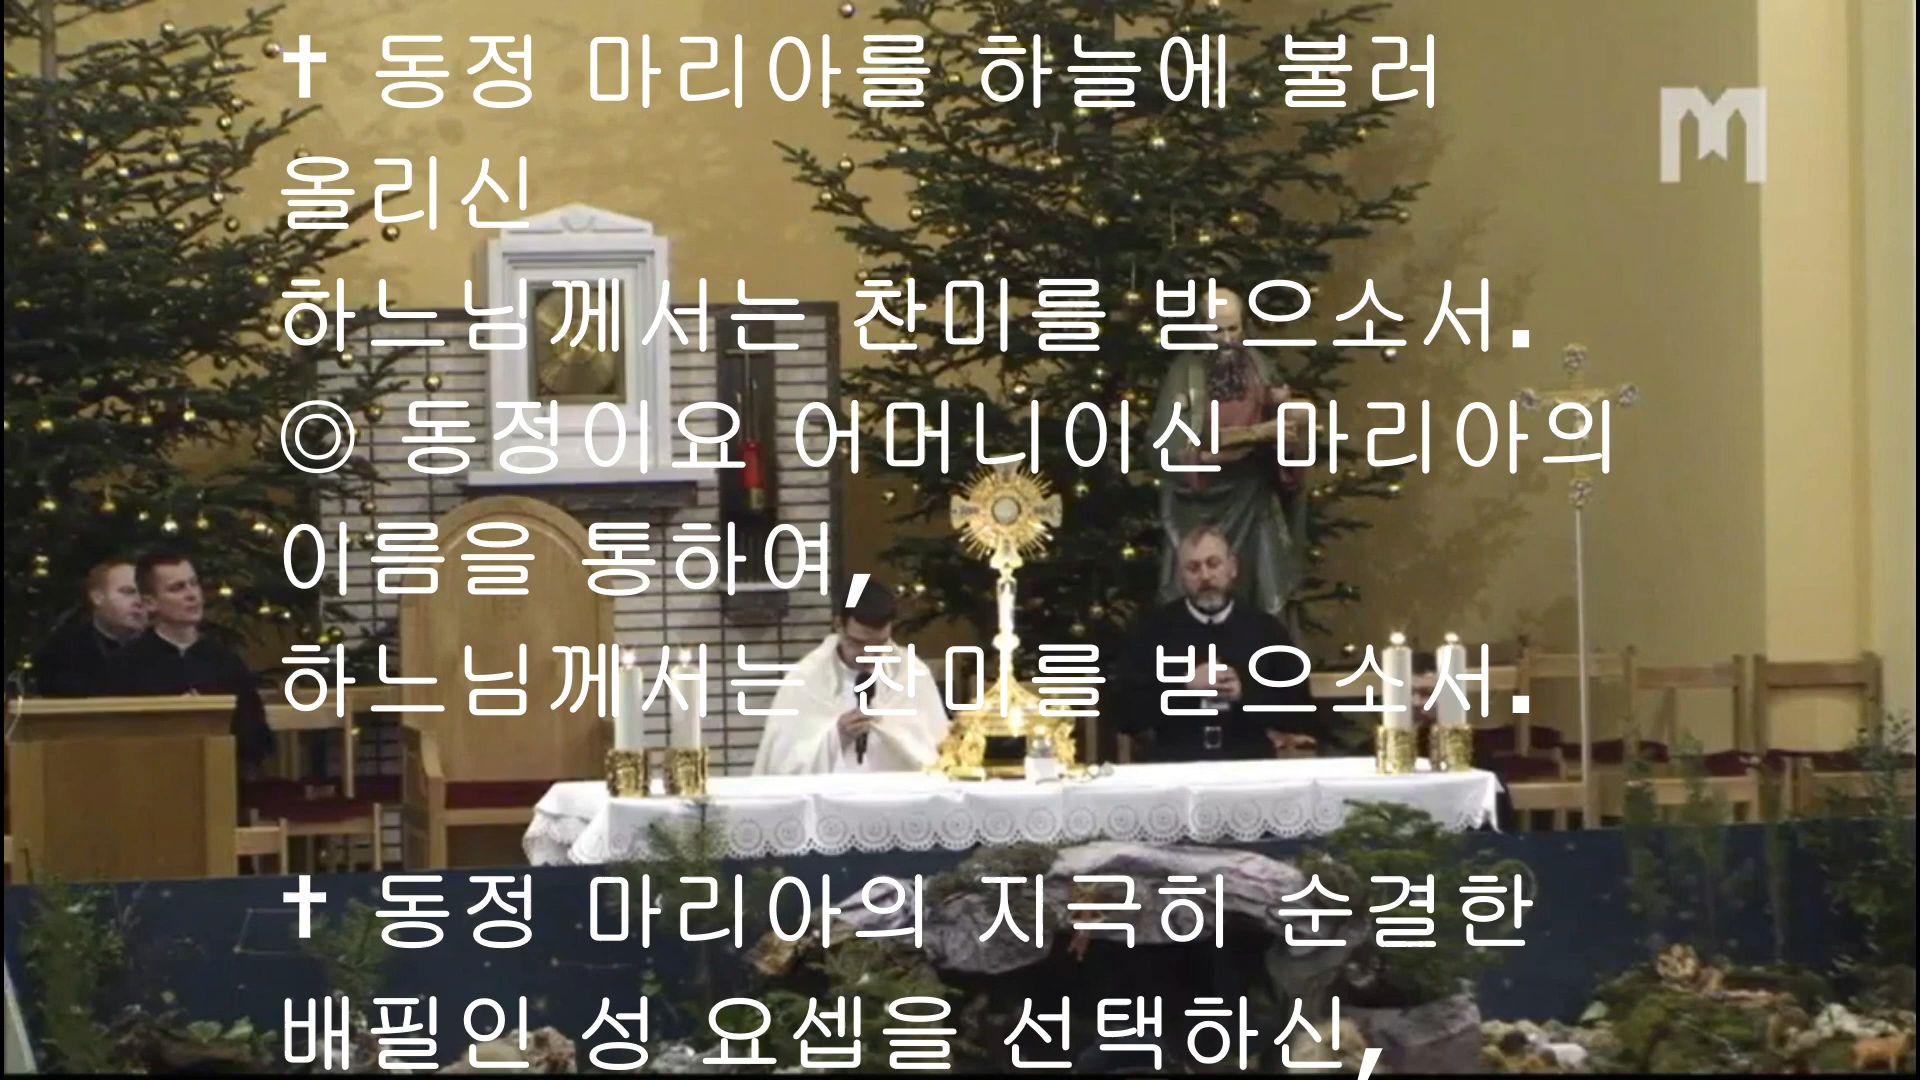 ✝ 동정 마리아를 하늘에 불러
올리신
하느님께서는 찬미를 받으소서.
◎ 동정이요 어머니이신 마리아의
이름을 통하여,
하느님께서는 찬미를 받으소서.
✝ 동정 마리아의 지극히 순결한
배필인 성 요셉을 선택하신,
M